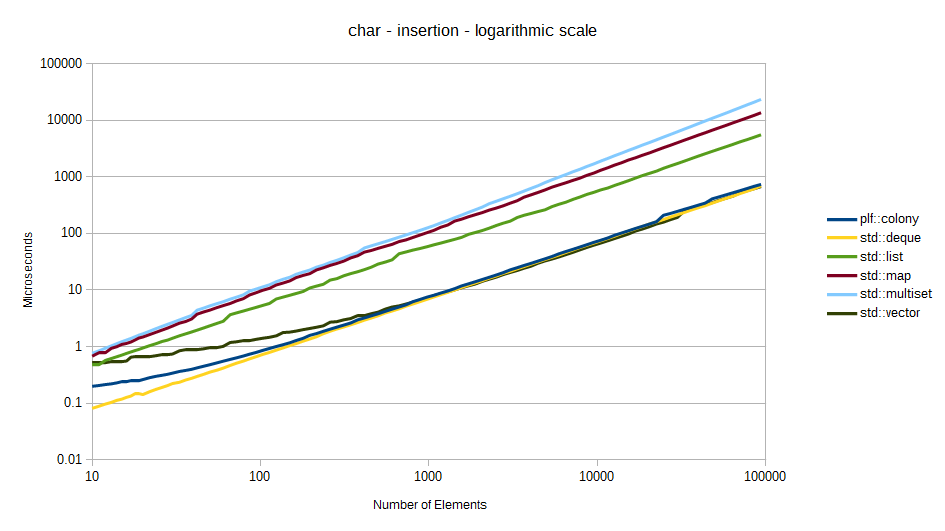 char - insertion - logarithmic scale
100000
10000
1000
100
10
1
0.1
0.01
Microseconds
10 100 1000 10000 100000
Number of Elements
plf::colony
std::deque
std::list
std::map
std::multiset
std::vector